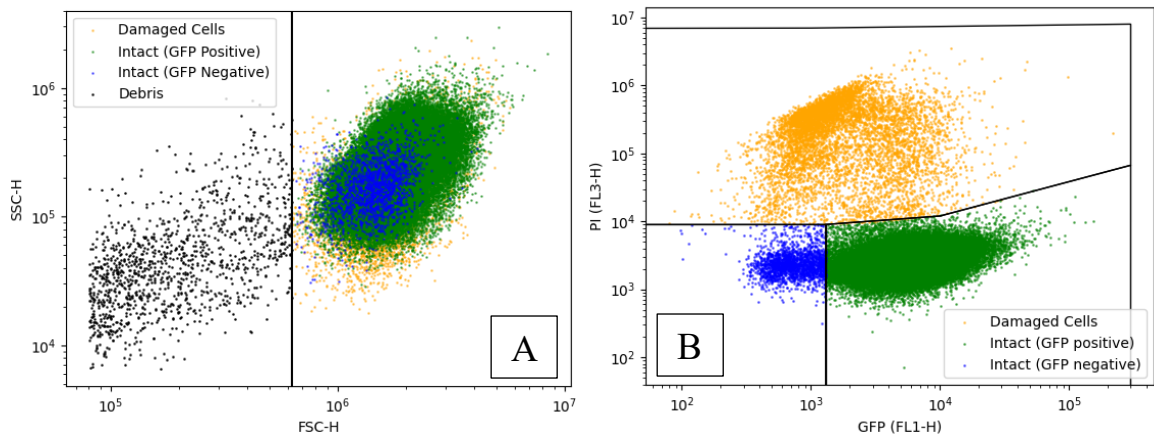 Damaged Cells
Intact (GFP Positive)
Intact (GFP Negative)
Debris
10⁶
10⁵
10⁴
SSC-H
10⁵
10⁶
10⁷
FSC-H
A
10⁷
10⁶
10⁵
10⁴
10³
10²
PI (FL3-H)
B
Damaged Cells
Intact (GFP positive)
Intact (GFP negative)
10²
10³
10⁴
10⁵
GFP (FL1-H)